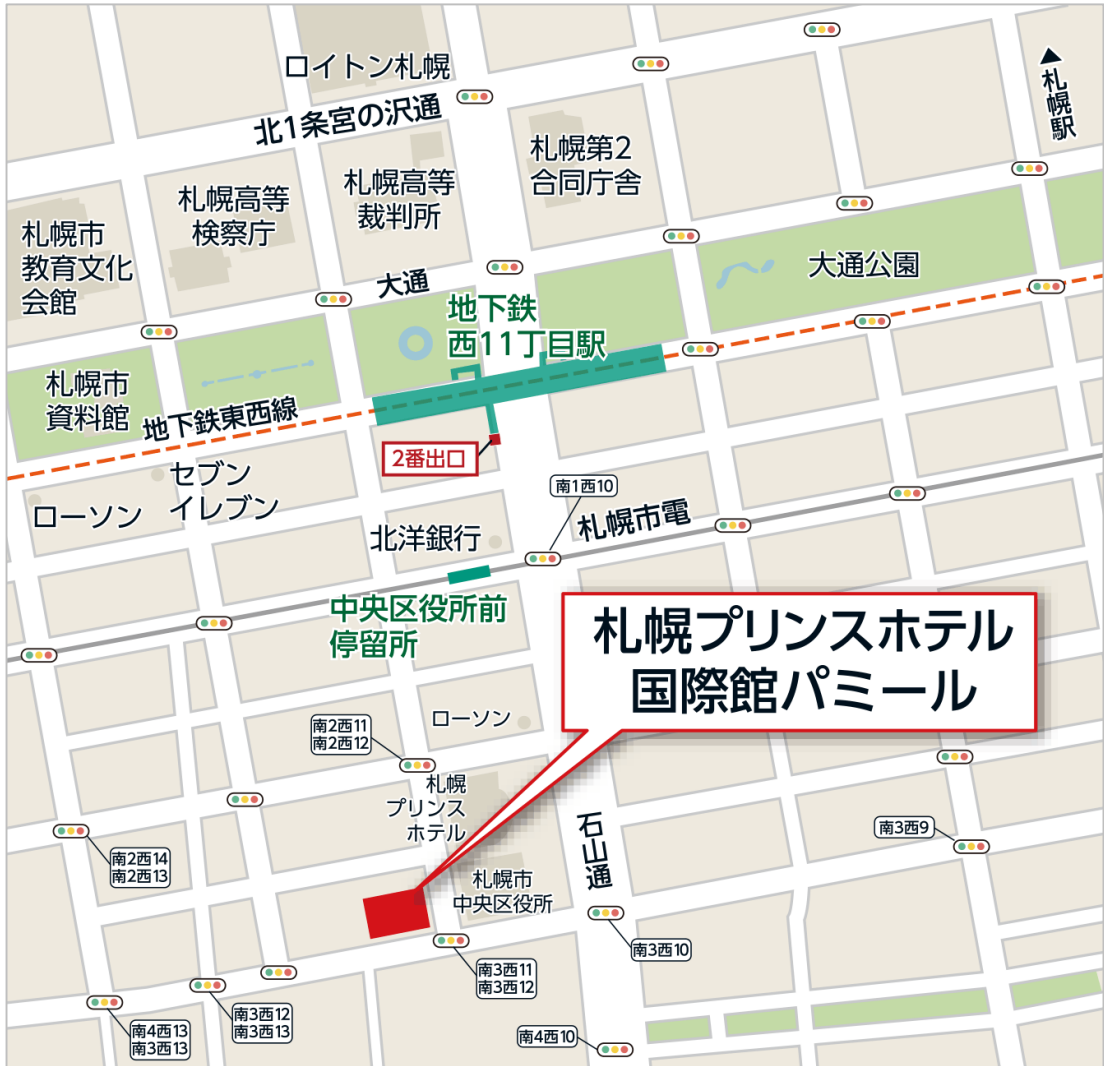 ロイトン札幌
北1条宮の沢通
▲札幌駅
札幌第2
合同庁舎
札幌高等
裁判所
札幌高等
検察庁
札幌市
教育文化
会館
大通
大通公園
地下鉄
西11丁目駅
札幌市
資料館
地下鉄東西線
2番出口
セブン
イレブン
ローソン
南1西10
札幌市電
北洋銀行
中央区役所前
停留所
札幌プリンスホテル
国際館パミール
ローソン
南2西11
南2西12
札幌
プリンス
ホテル
石山通
南3西9
南2西14
南2西13
札幌市
中央区役所
南3西10
南3西11
南3西12
南3西12
南3西13
南4西13
南3西13
南4西10